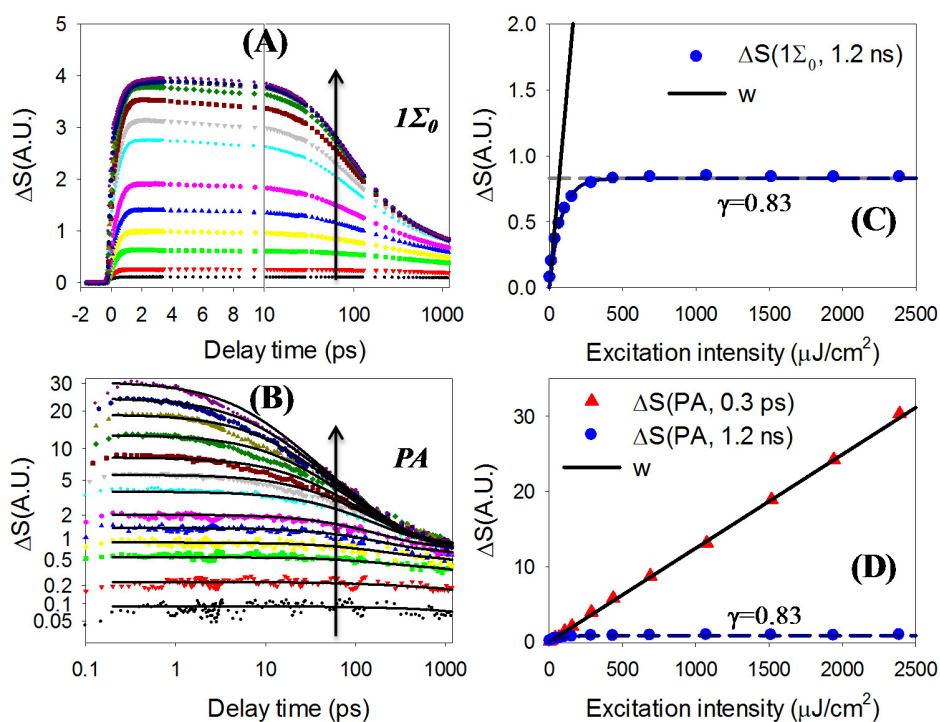 (A)
1Σ0
ΔS(A.U.)
5
4
3
2
1
0
-2 0 2 4 6 8 10 100 1000
Delay time (ps)
(C)
ΔS(1Σ0, 1.2 ns)
w
γ=0.83
ΔS(A.U.)
2.0
1.5
1.0
0.5
0.0
0 500 1000 1500 2000 2500
Excitation intensity (μJ/cm2)
(B)
PA
ΔS(A.U.)
30
20
10
5
2
1
0.5
0.2
0.1
0.05
0.1 1 10 100 1000
Delay time (ps)
ΔS(PA, 0.3 ps)
ΔS(PA, 1.2 ns)
w
(D)
γ=0.83
ΔS(A.U.)
30
20
10
0
0 500 1000 1500 2000 2500
Excitation intensity (μJ/cm2)